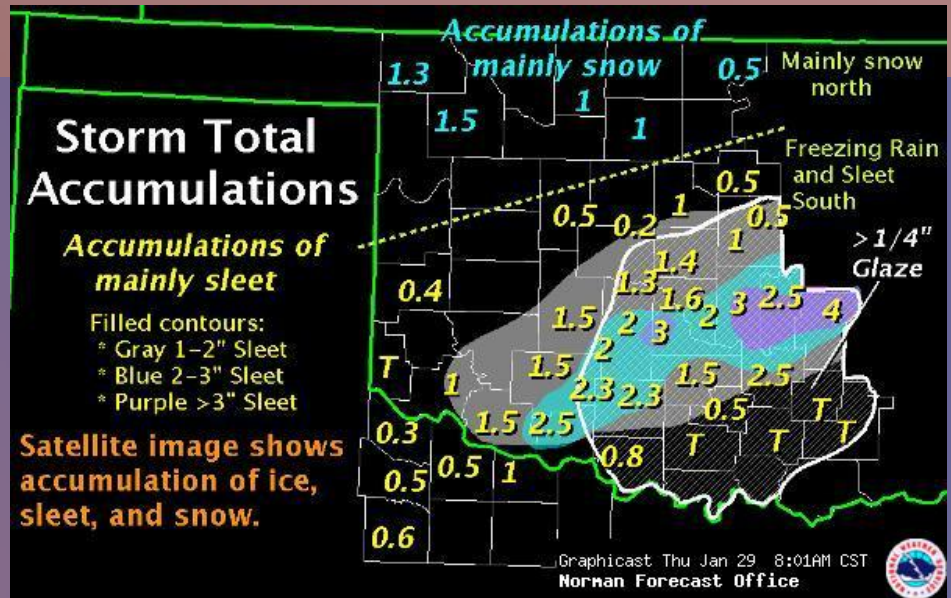 Accumulations of
mainly snow
Mainly snow
north
1.3
0.5
1
1.5
1
Storm Total
Accumulations
Freezing Rain
and Sleet
South
Accumulations of
mainly sleet
>1/4"
Glaze
Filled contours:
* Gray 1-2" Sleet
* Blue 2-3" Sleet
* Purple >3" Sleet
Satellite image shows
accumulation of ice,
sleet, and snow.
0.5
0.5 0.2 1 0.5
1
1.4
1.3
0.4 1.6 3 2.5 4
1.5 2 3 2
2
T 1.5 1.5 2.5
1 2.3 2.3
0.5 T
1.5 2.5 T
0.3 T T
0.8
0.5 0.5 1
0.6
Graphicast Thu Jan 29 8:01AM CST
Norman Forecast Office